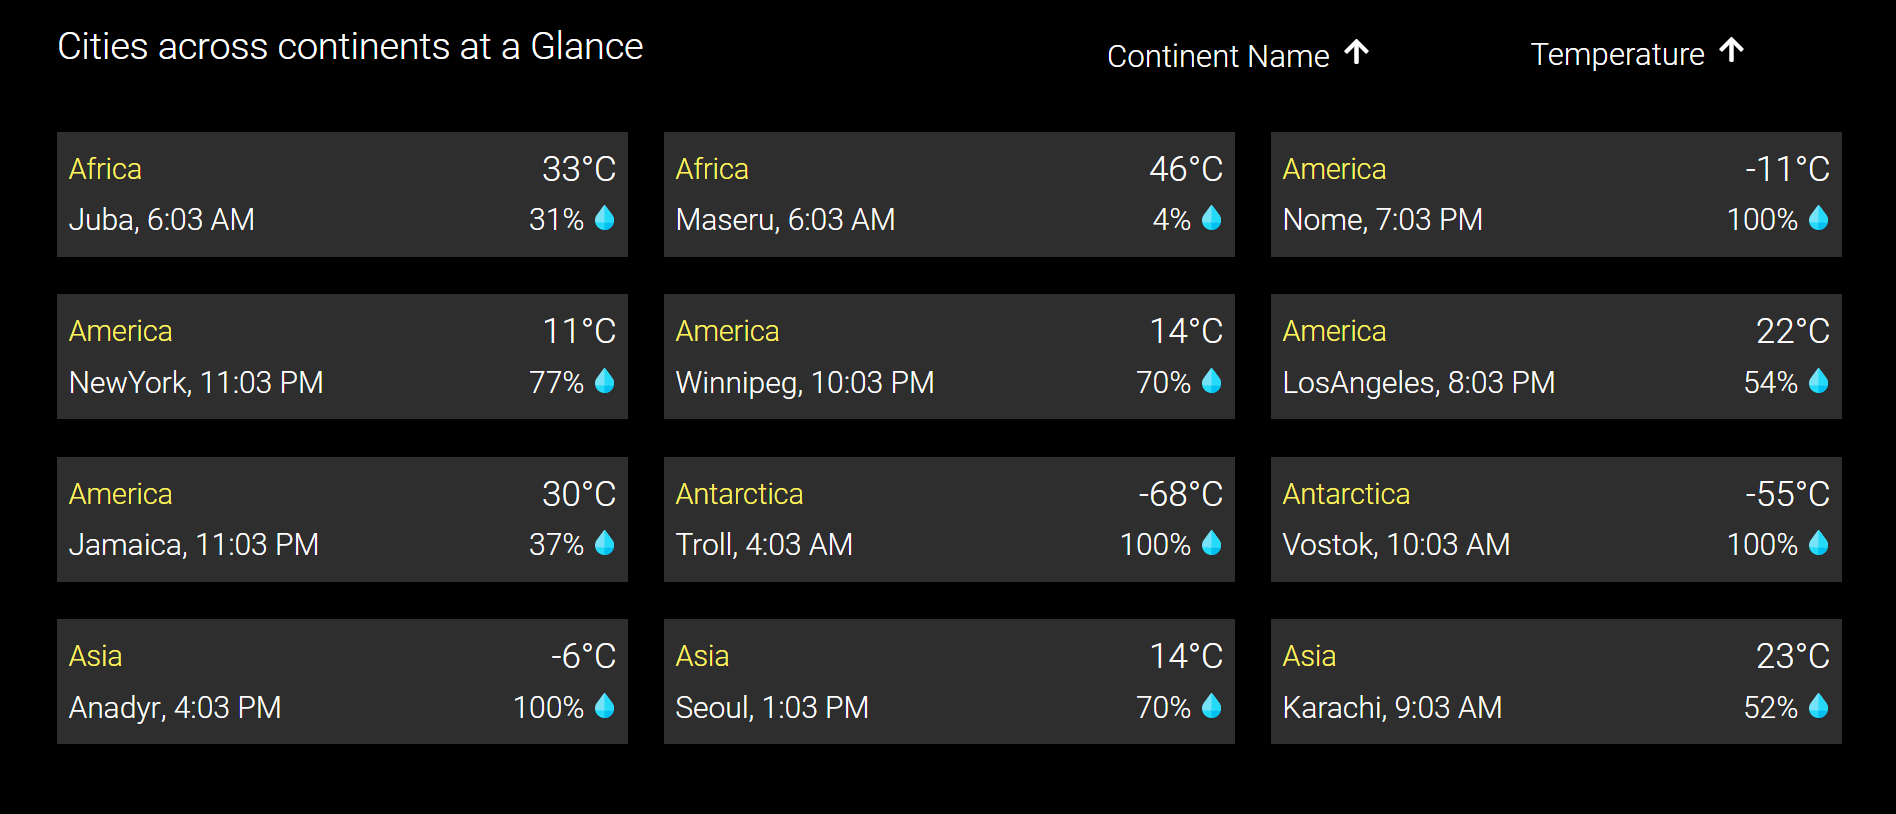 Cities across continents at a Glance
Continent Name
Temperature
Africa 33°C
Juba, 6:03 AM 31%
Africa 46°C
Maseru, 6:03 AM 4%
America -11°C
Nome, 7:03 PM 100%
America 11°C
NewYork, 11:03 PM 77%
America 14°C
Winnipeg, 10:03 PM 70%
America 22°C
LosAngeles, 8:03 PM 54%
America 30°C
Jamaica, 11:03 PM 37%
Antarctica -68°C
Troll, 4:03 AM 100%
Antarctica -55°C
Vostok, 10:03 AM 100%
Asia -6°C
Anadyr, 4:03 PM 100%
Asia 14°C
Seoul, 1:03 PM 70%
Asia 23°C
Karachi, 9:03 AM 52%